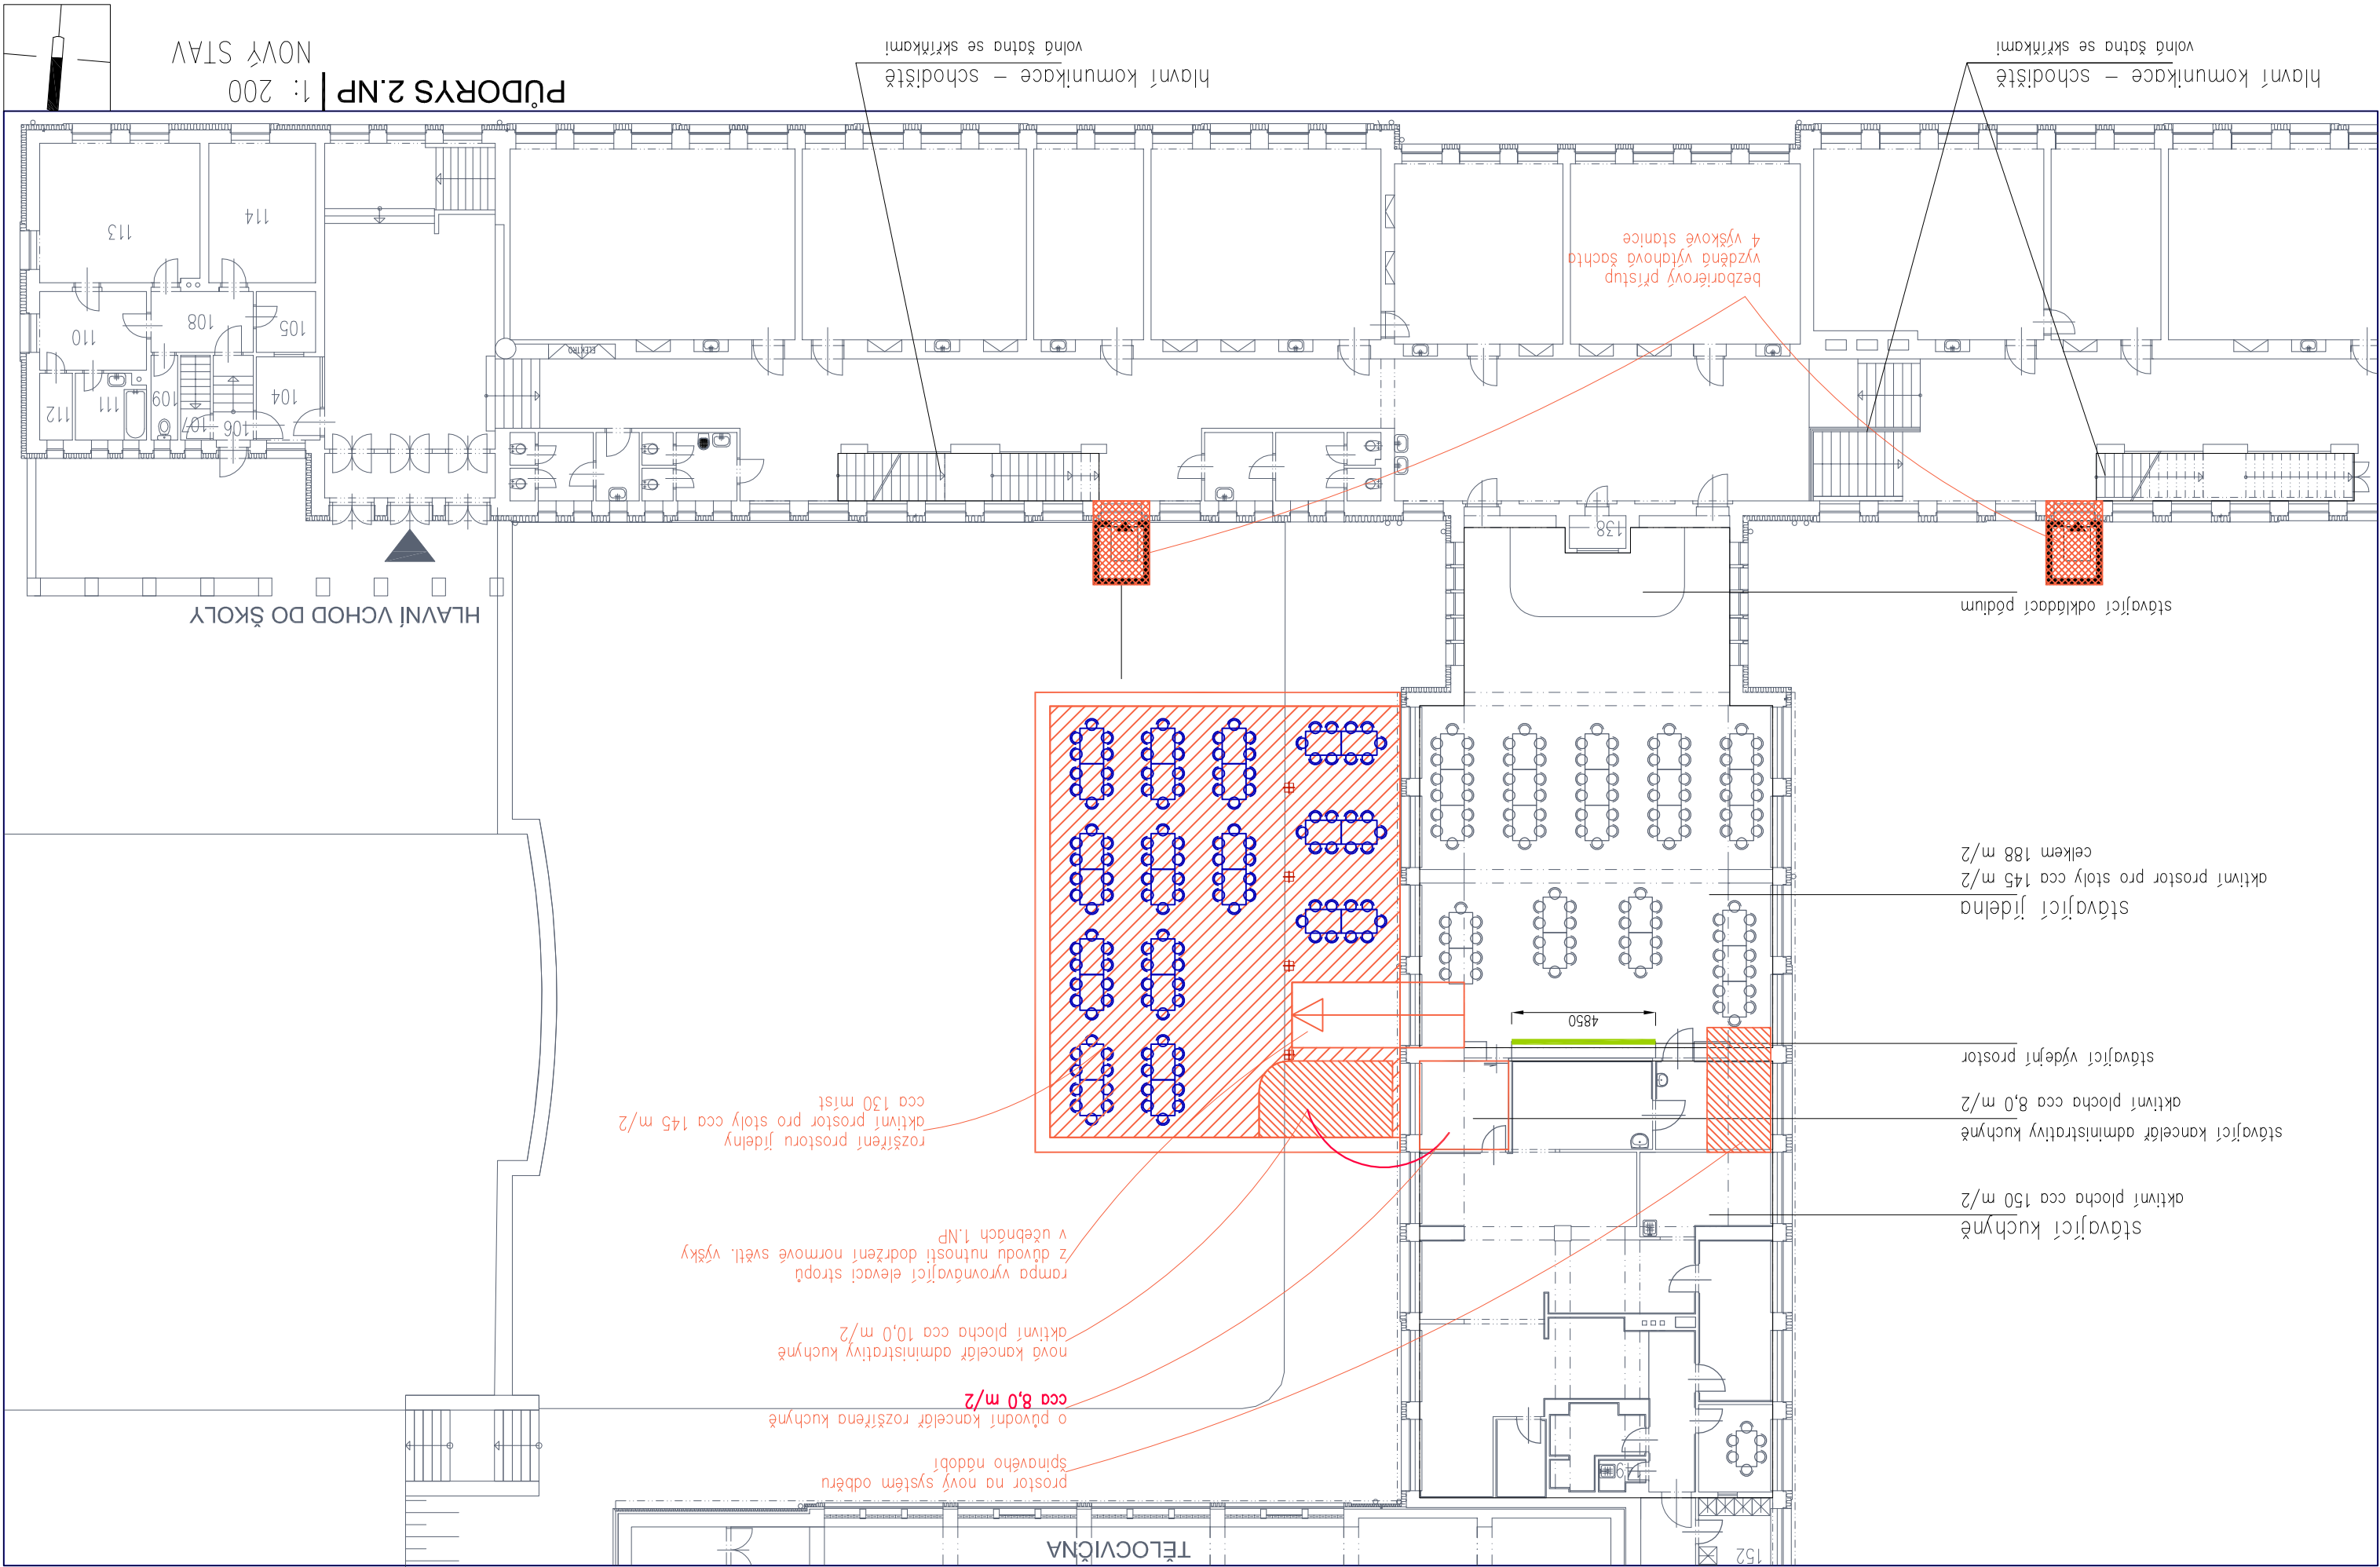 152
TĚLOCVIČNA
prostor na nový systém odběru
špinavého nádobí
o původní kancelář rozšířena kuchyně
cca 8,0 m/2
nová kancelář administrativy kuchyně
aktivní plocha cca 10,0 m/2
rampa vyrovnávající elevaci stropů
z důvodu nutnosti dodržení normové světl. výšky
v učebnách 1.NP
stávající kuchyně
aktivní plocha cca 150 m/2
stávající kancelář administrativy kuchyně
aktivní plocha cca 8,0 m/2
rozšíření prostoru jídelny
aktivní prostor pro stoly cca 145 m/2
cca 130 míst
stávající výdejní prostor
4850
stávající jídelna
aktivní prostor pro stoly cca 145 m/2
celkem 188 m/2
stávající odkládací pódium
HLAVNÍ VCHOD DO ŠKOLY
138
104
106
107
109
111
112
ELEKTRO
105
108
110
bezbariérový přístup
vyzděná výtahová šachta
4 výškové stanice
114
113
hlavní komunikace – schodiště
volná šatna se skříňkami
hlavní komunikace – schodiště
volná šatna se skříňkami
PŮDORYS 2.NP 1: 200
NOVÝ STAV